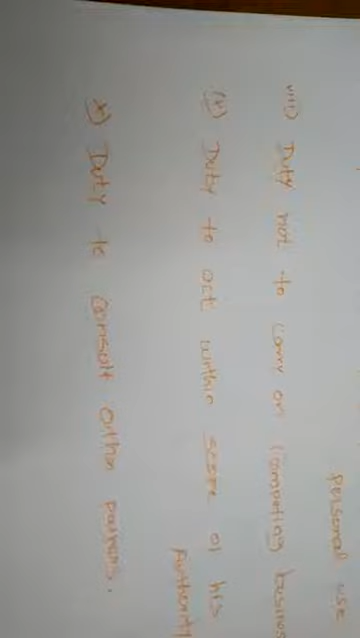 personal use
viii) Duty not to carry on competing busine
ix) Duty to act within scope of his
Authority
x) Duty to consult other partners.